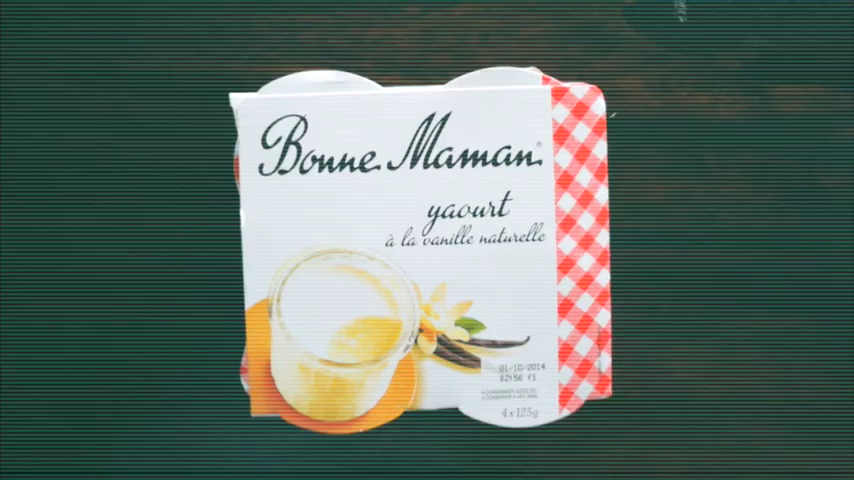 Bonne Maman®
yaourt
à la vanille naturelle
01/10/2014
4x125g